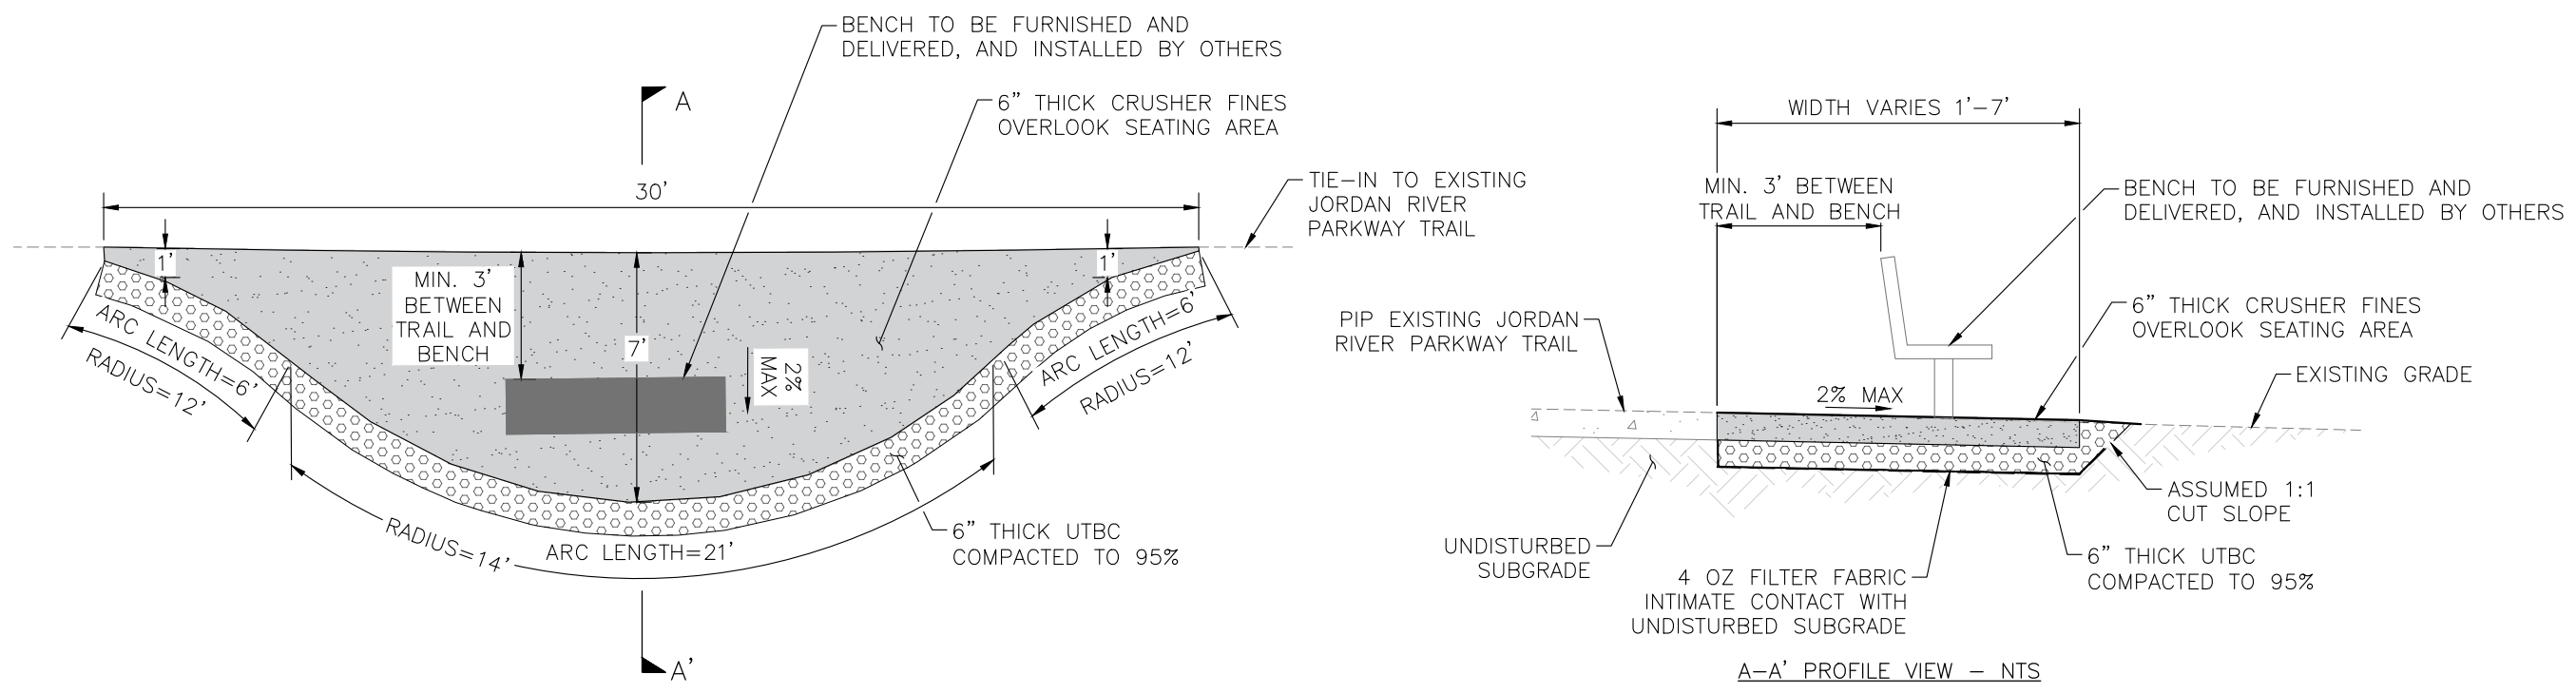 BENCH TO BE FURNISHED AND
DELIVERED, AND INSTALLED BY OTHERS
A
6” THICK CRUSHER FINES
OVERLOOK SEATING AREA
30'
TIE-IN TO EXISTING
JORDAN RIVER
PARKWAY TRAIL
1'
1'
MIN. 3'
BETWEEN
TRAIL AND
BENCH
7'
2%
MAX
ARC LENGTH=6'
RADIUS=12'
ARC LENGTH=6'
RADIUS=12'
RADIUS=14'
ARC LENGTH=21'
6” THICK UTBC
COMPACTED TO 95%
A'
WIDTH VARIES 1'-7'
MIN. 3' BETWEEN
TRAIL AND BENCH
BENCH TO BE FURNISHED AND
DELIVERED, AND INSTALLED BY OTHERS
PIP EXISTING JORDAN
RIVER PARKWAY TRAIL
6” THICK CRUSHER FINES
OVERLOOK SEATING AREA
EXISTING GRADE
2% MAX
ASSUMED 1:1
CUT SLOPE
UNDISTURBED
SUBGRADE
4 OZ FILTER FABRIC
INTIMATE CONTACT WITH
UNDISTURBED SUBGRADE
6” THICK UTBC
COMPACTED TO 95%
A-A' PROFILE VIEW - NTS